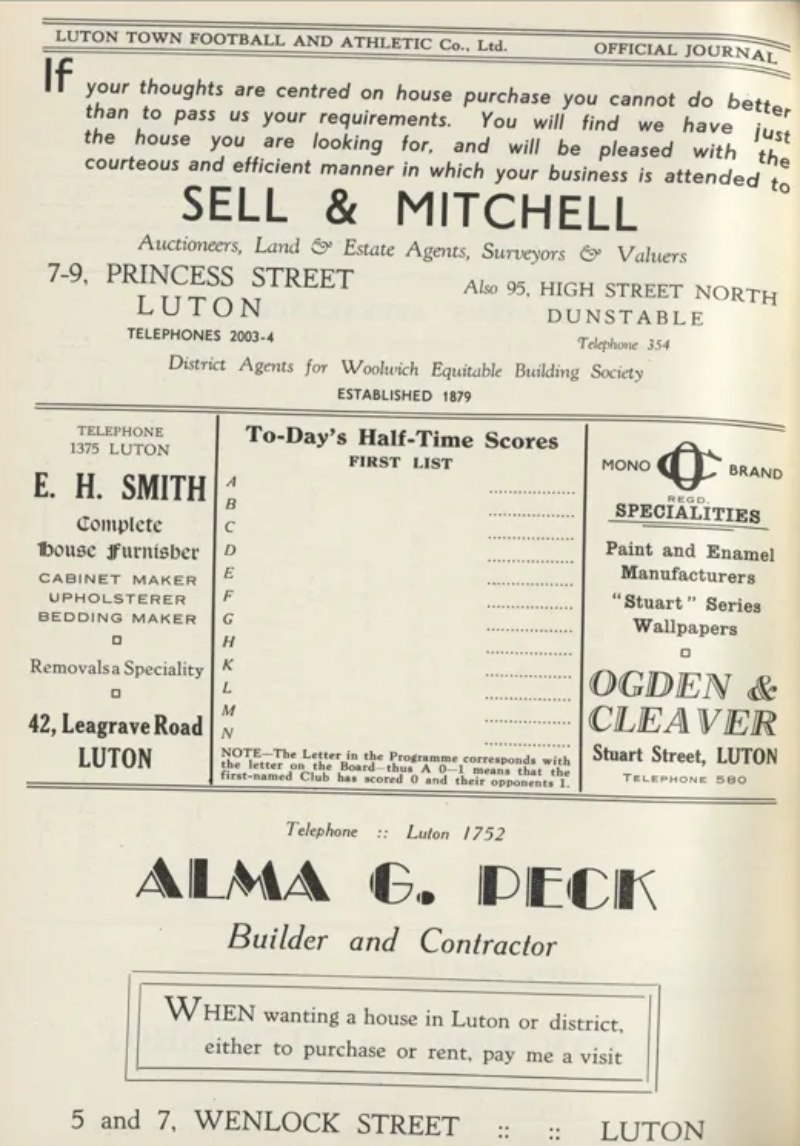 LUTON TOWN FOOTBALL AND ATHLETIC Co., Ltd. OFFICIAL JOURNAL
If your thoughts are centred on house purchase you cannot do better
than to pass us your requirements. You will find we have just
the house you are looking for, and will be pleased with the
courteous and efficient manner in which your business is attended to
SELL & MITCHELL
Auctioneers, Land & Estate Agents, Surveyors & Valuers
7-9, PRINCESS STREET
LUTON
TELEPHONES 2003-4
Also 95, HIGH STREET NORTH
DUNSTABLE
Telephone 354
District Agents for Woolwich Equitable Building Society
ESTABLISHED 1879
TELEPHONE
1375 LUTON
E. H. SMITH
Complete
House Furnisher
CABINET MAKER
UPHOLSTERER
BEDDING MAKER
Removals a Speciality
42, Leagrave Road
LUTON
To-Day's Half-Time Scores
FIRST LIST
A ....................
B ....................
C ....................
D ....................
E ....................
F ....................
G ....................
H ....................
K ....................
L ....................
M ....................
N ....................
NOTE—The Letter in the Programme corresponds with
the letter on the Board—thus A 0—1 means that the
first-named Club has scored 0 and their opponents 1.
MONO OC BRAND
REGD.
SPECIALITIES
Paint and Enamel
Manufacturers
"Stuart" Series
Wallpapers
OGDEN &
CLEAVER
Stuart Street, LUTON
TELEPHONE 580
Telephone :: Luton 1752
ALMA G. PECK
Builder and Contractor
WHEN wanting a house in Luton or district,
either to purchase or rent, pay me a visit
5 and 7, WENLOCK STREET :: :: LUTON